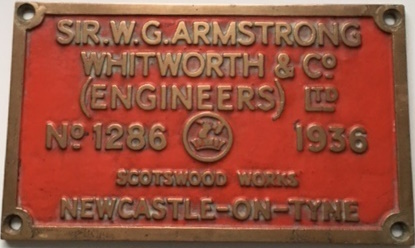 SIR.W.G.ARMSTRONG
WHITWORTH & Co
(ENGINEERS) LTD
No 1286 1936
SCOTSWOOD WORKS
NEWCASTLE-ON-TYNE